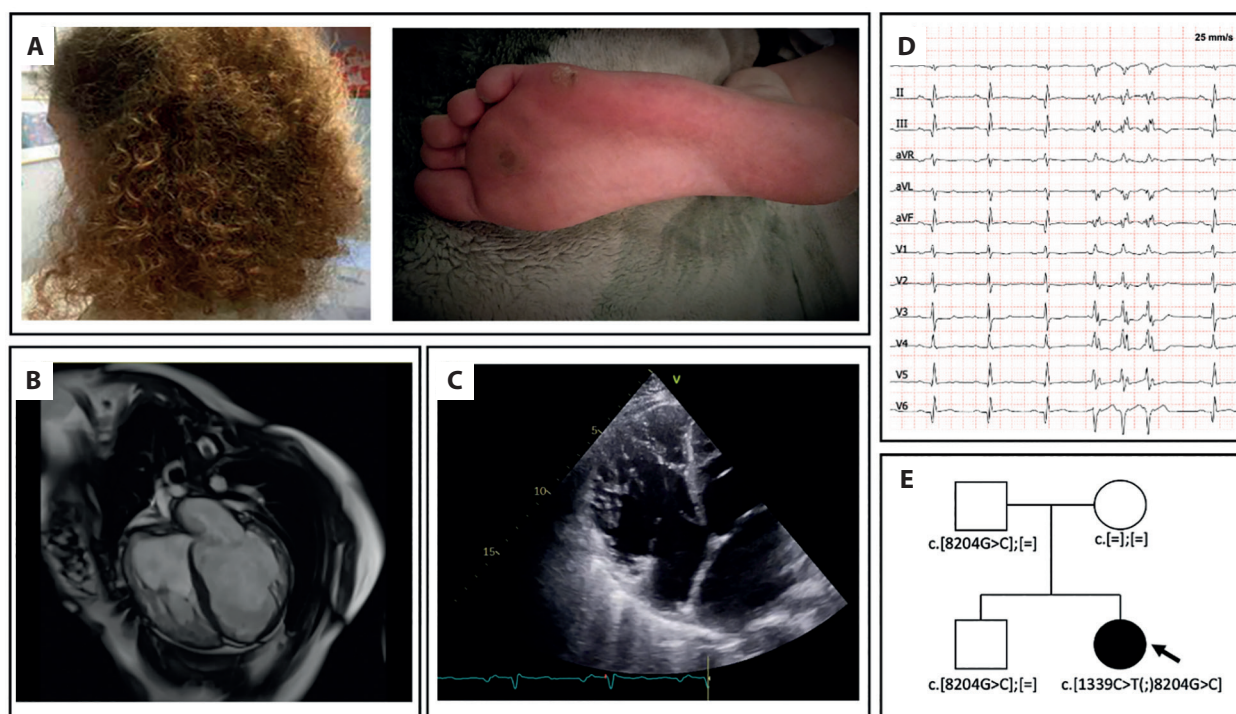 A
B
C
V
5
10
15
D
25 mm/s
II
III
aVR
aVL
aVF
V1
V2
V3
V4
V5
V6
E
c.[8204G>C];[=]
c.[=];[=]
c.[8204G>C];[=]
c.[1339C>T(;)8204G>C]